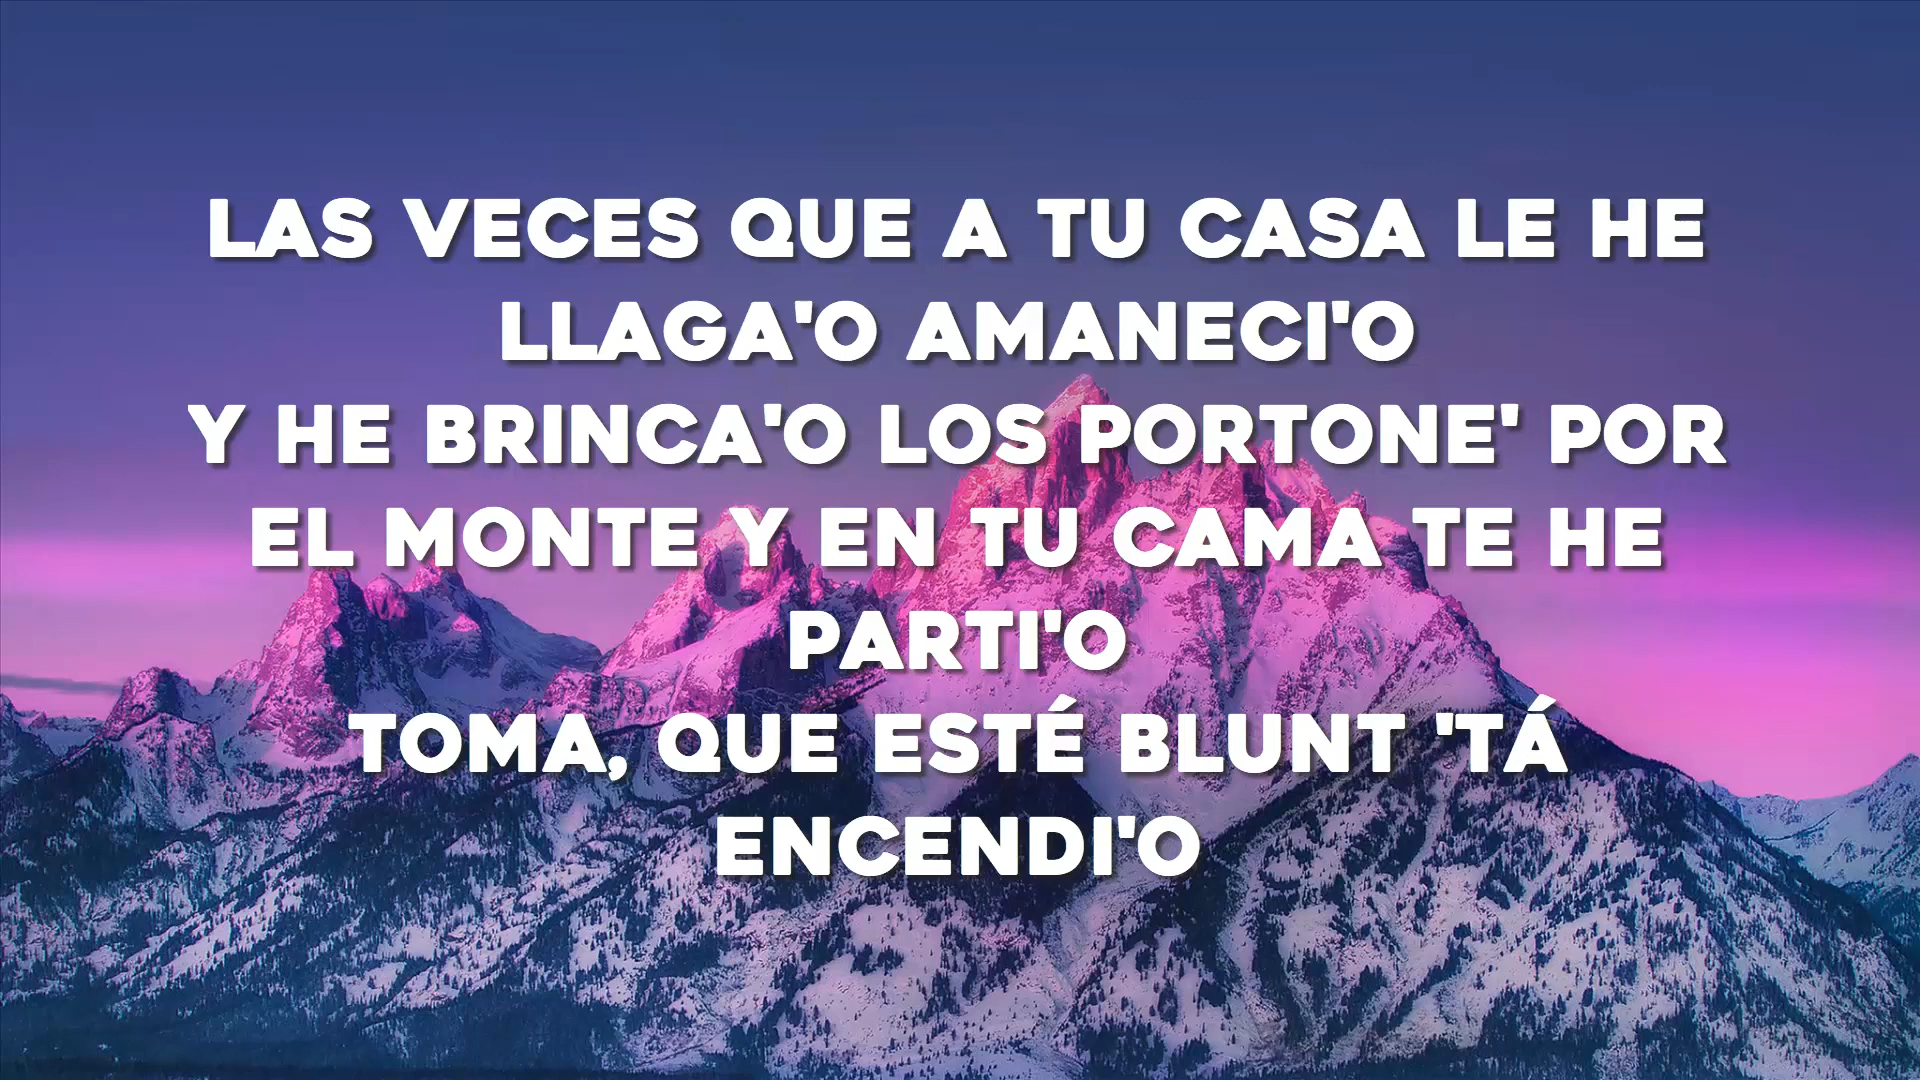 LAS VECES QUE A TU CASA LE HE
LLAGA'O AMANECI'O
Y HE BRINCA'O LOS PORTONE' POR
EL MONTE Y EN TU CAMA TE HE
PARTI'O
TOMA, QUE ESTÉ BLUNT 'TÁ
ENCENDI'O